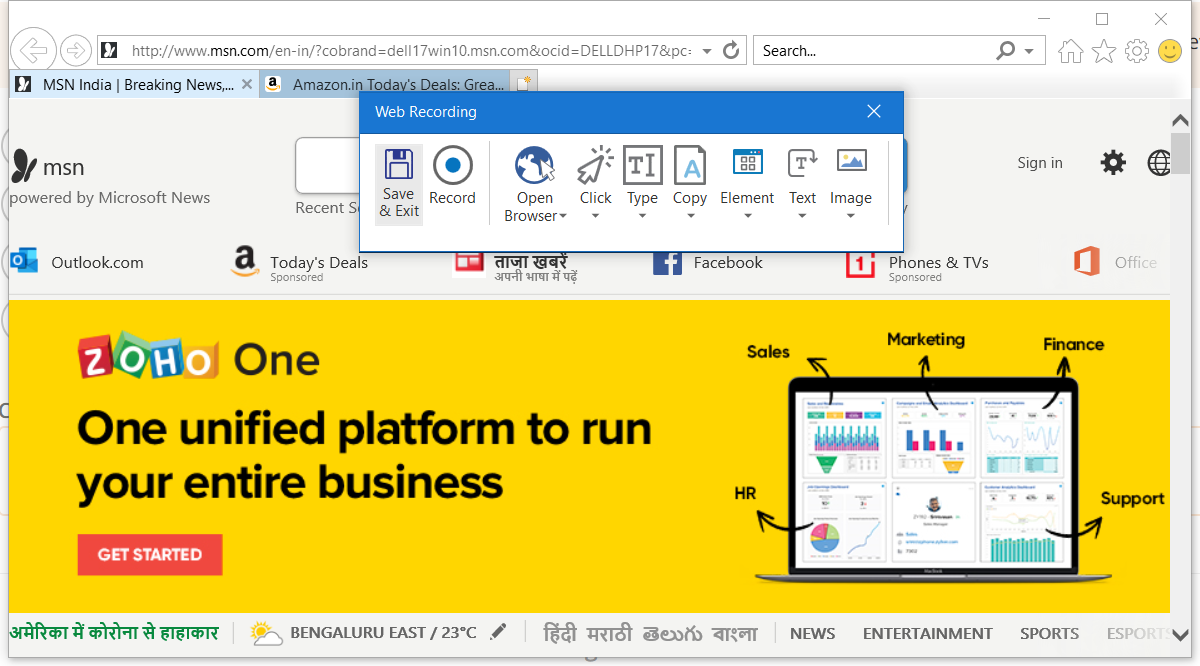 http://www.msn.com/en-in/?cobrand=dell17win10.msn.com&ocid=DELLDHP17&pc=
Search...
MSN India | Breaking News,...
Amazon.in Today's Deals: Grea...
Web Recording
Save
& Exit
Record
Open
Browser
Click
Type
Copy
Element
Text
Image
msn
powered by Microsoft News
Recent Se
Sign in
Outlook.com
Today's Deals
Sponsored
ताजा खबरें
अपनी भाषा में पढ़ें
Facebook
Phones & TVs
Sponsored
Office
ZOHO One
One unified platform to run
your entire business
GET STARTED
Sales
Marketing
Finance
HR
Support
अमेरिका में कोरोना से हाहाकार
BENGALURU EAST / 23°C
हिंदी मराठी తెలుగు বাংলা
NEWS
ENTERTAINMENT
SPORTS
ESPORTS